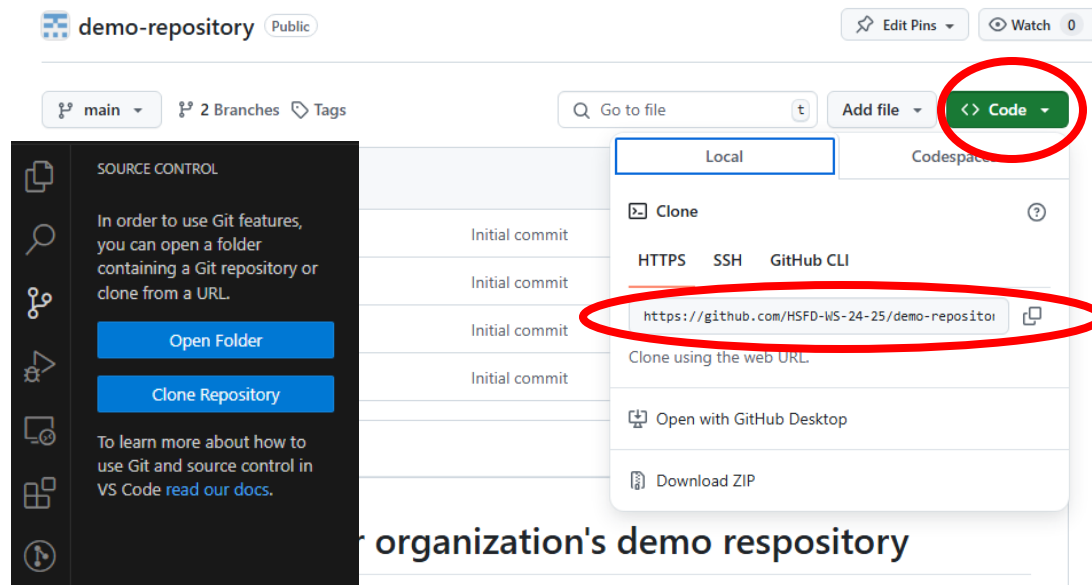 demo-repository Public
Edit Pins
Watch 0
main
2 Branches
Tags
Go to file
t
Add file
Code
SOURCE CONTROL
In order to use Git features,
you can open a folder
containing a Git repository or
clone from a URL.
Open Folder
Clone Repository
To learn more about how to
use Git and source control in
VS Code read our docs.
Initial commit
Initial commit
Initial commit
Initial commit
Local
Clone
HTTPS SSH GitHub CLI
https://github.com/HSFD-WS-24-25/demo-repositor
Clone using the web URL.
Open with GitHub Desktop
Download ZIP
organization's demo respository